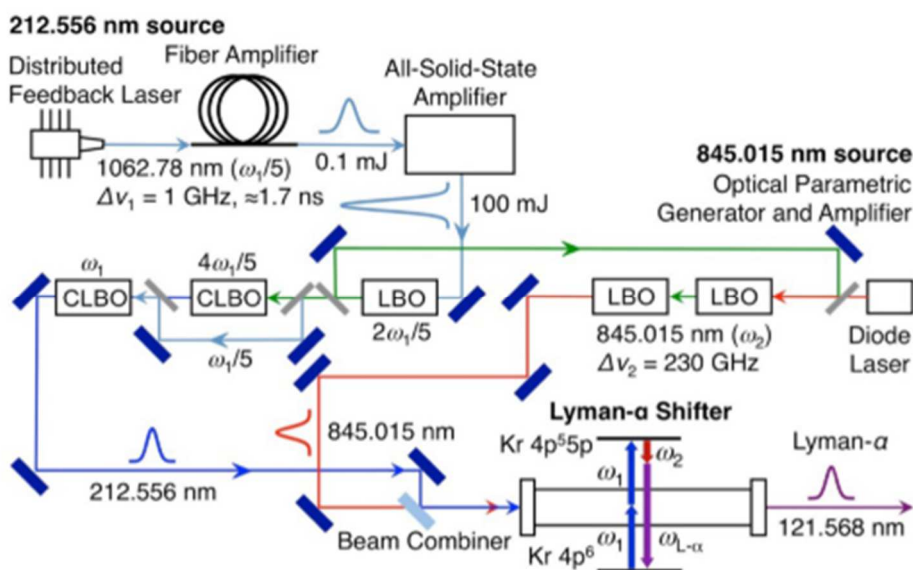 212.556 nm source
Fiber Amplifier
Distributed
Feedback Laser
All-Solid-State
Amplifier
1062.78 nm (ω₁/5)
Δν₁ = 1 GHz, ≈1.7 ns
0.1 mJ
100 mJ
845.015 nm source
Optical Parametric
Generator and Amplifier
ω₁
CLBO
4ω₁/5
CLBO
LBO
2ω₁/5
ω₁/5
LBO
LBO
845.015 nm (ω₂)
Δν₂ = 230 GHz
Diode
Laser
845.015 nm
212.556 nm
Beam Combiner
Lyman-α Shifter
Kr 4p⁵5p
ω₂
ω₁
ω₁
ω_L-α
Kr 4p⁶
Lyman-α
121.568 nm